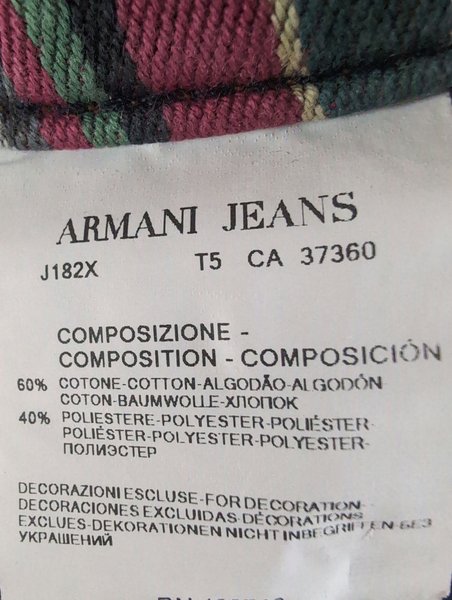 ARMANI JEANS
J182X T5 CA 37360
COMPOSIZIONE -
COMPOSITION - COMPOSICIÓN
60% COTONE-COTTON-ALGODÃO-ALGODÓN
COTON-BAUMWOLLE-ХЛОПОК
40% POLIESTERE-POLYESTER-POLIÉSTER-
POLIÉSTER-POLYESTER-POLYESTER-
ПОЛИЭСТЕР
DECORAZIONI ESCLUSE-FOR DECORATION-
DECORACIONES EXCLUIDAS-DÉCORATIONS
EXCLUES-DEKORATIONEN NICHT INBEGRIFFEN-БЕЗ
УКРАШЕНИЙ